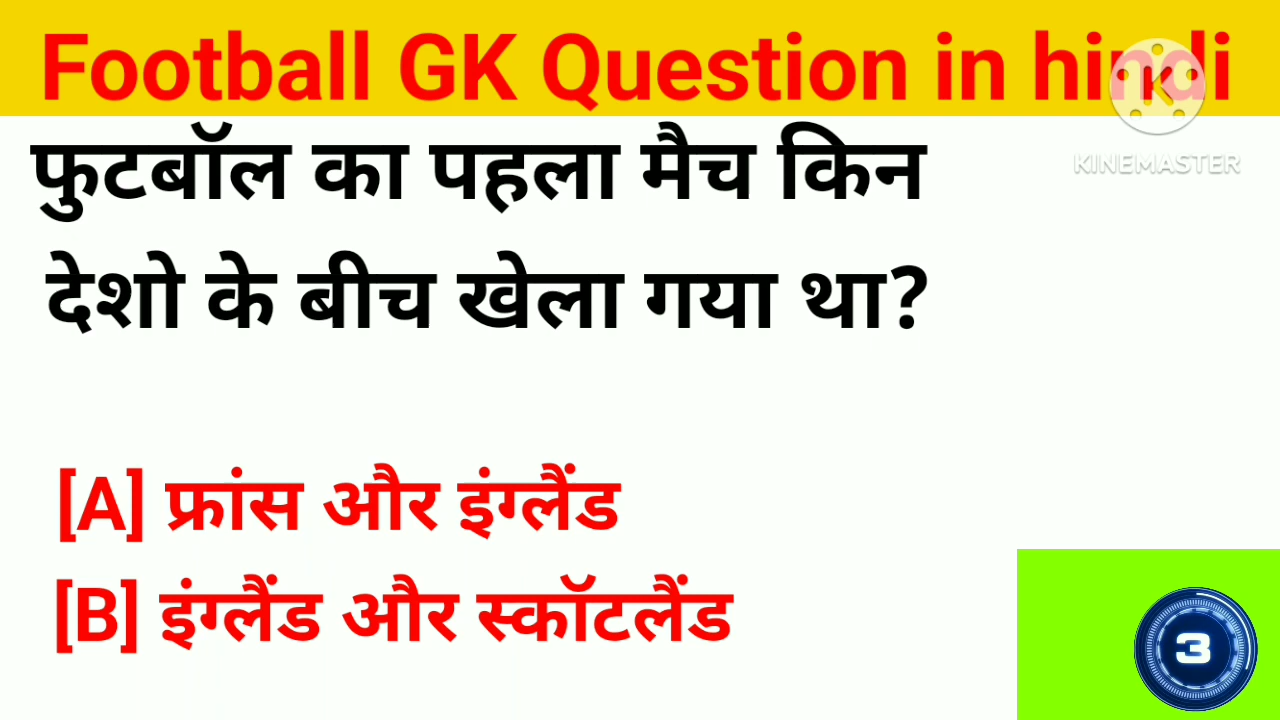 Football GK Question in hindi
K
KINEMASTER
फुटबॉल का पहला मैच किन
देशो के बीच खेला गया था?
[A] फ्रांस और इंग्लैंड
[B] इंग्लैंड और स्कॉटलैंड
3